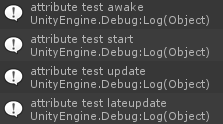 attribute test awake
UnityEngine.Debug:Log(Object)
attribute test start
UnityEngine.Debug:Log(Object)
attribute test update
UnityEngine.Debug:Log(Object)
attribute test lateupdate
UnityEngine.Debug:Log(Object)